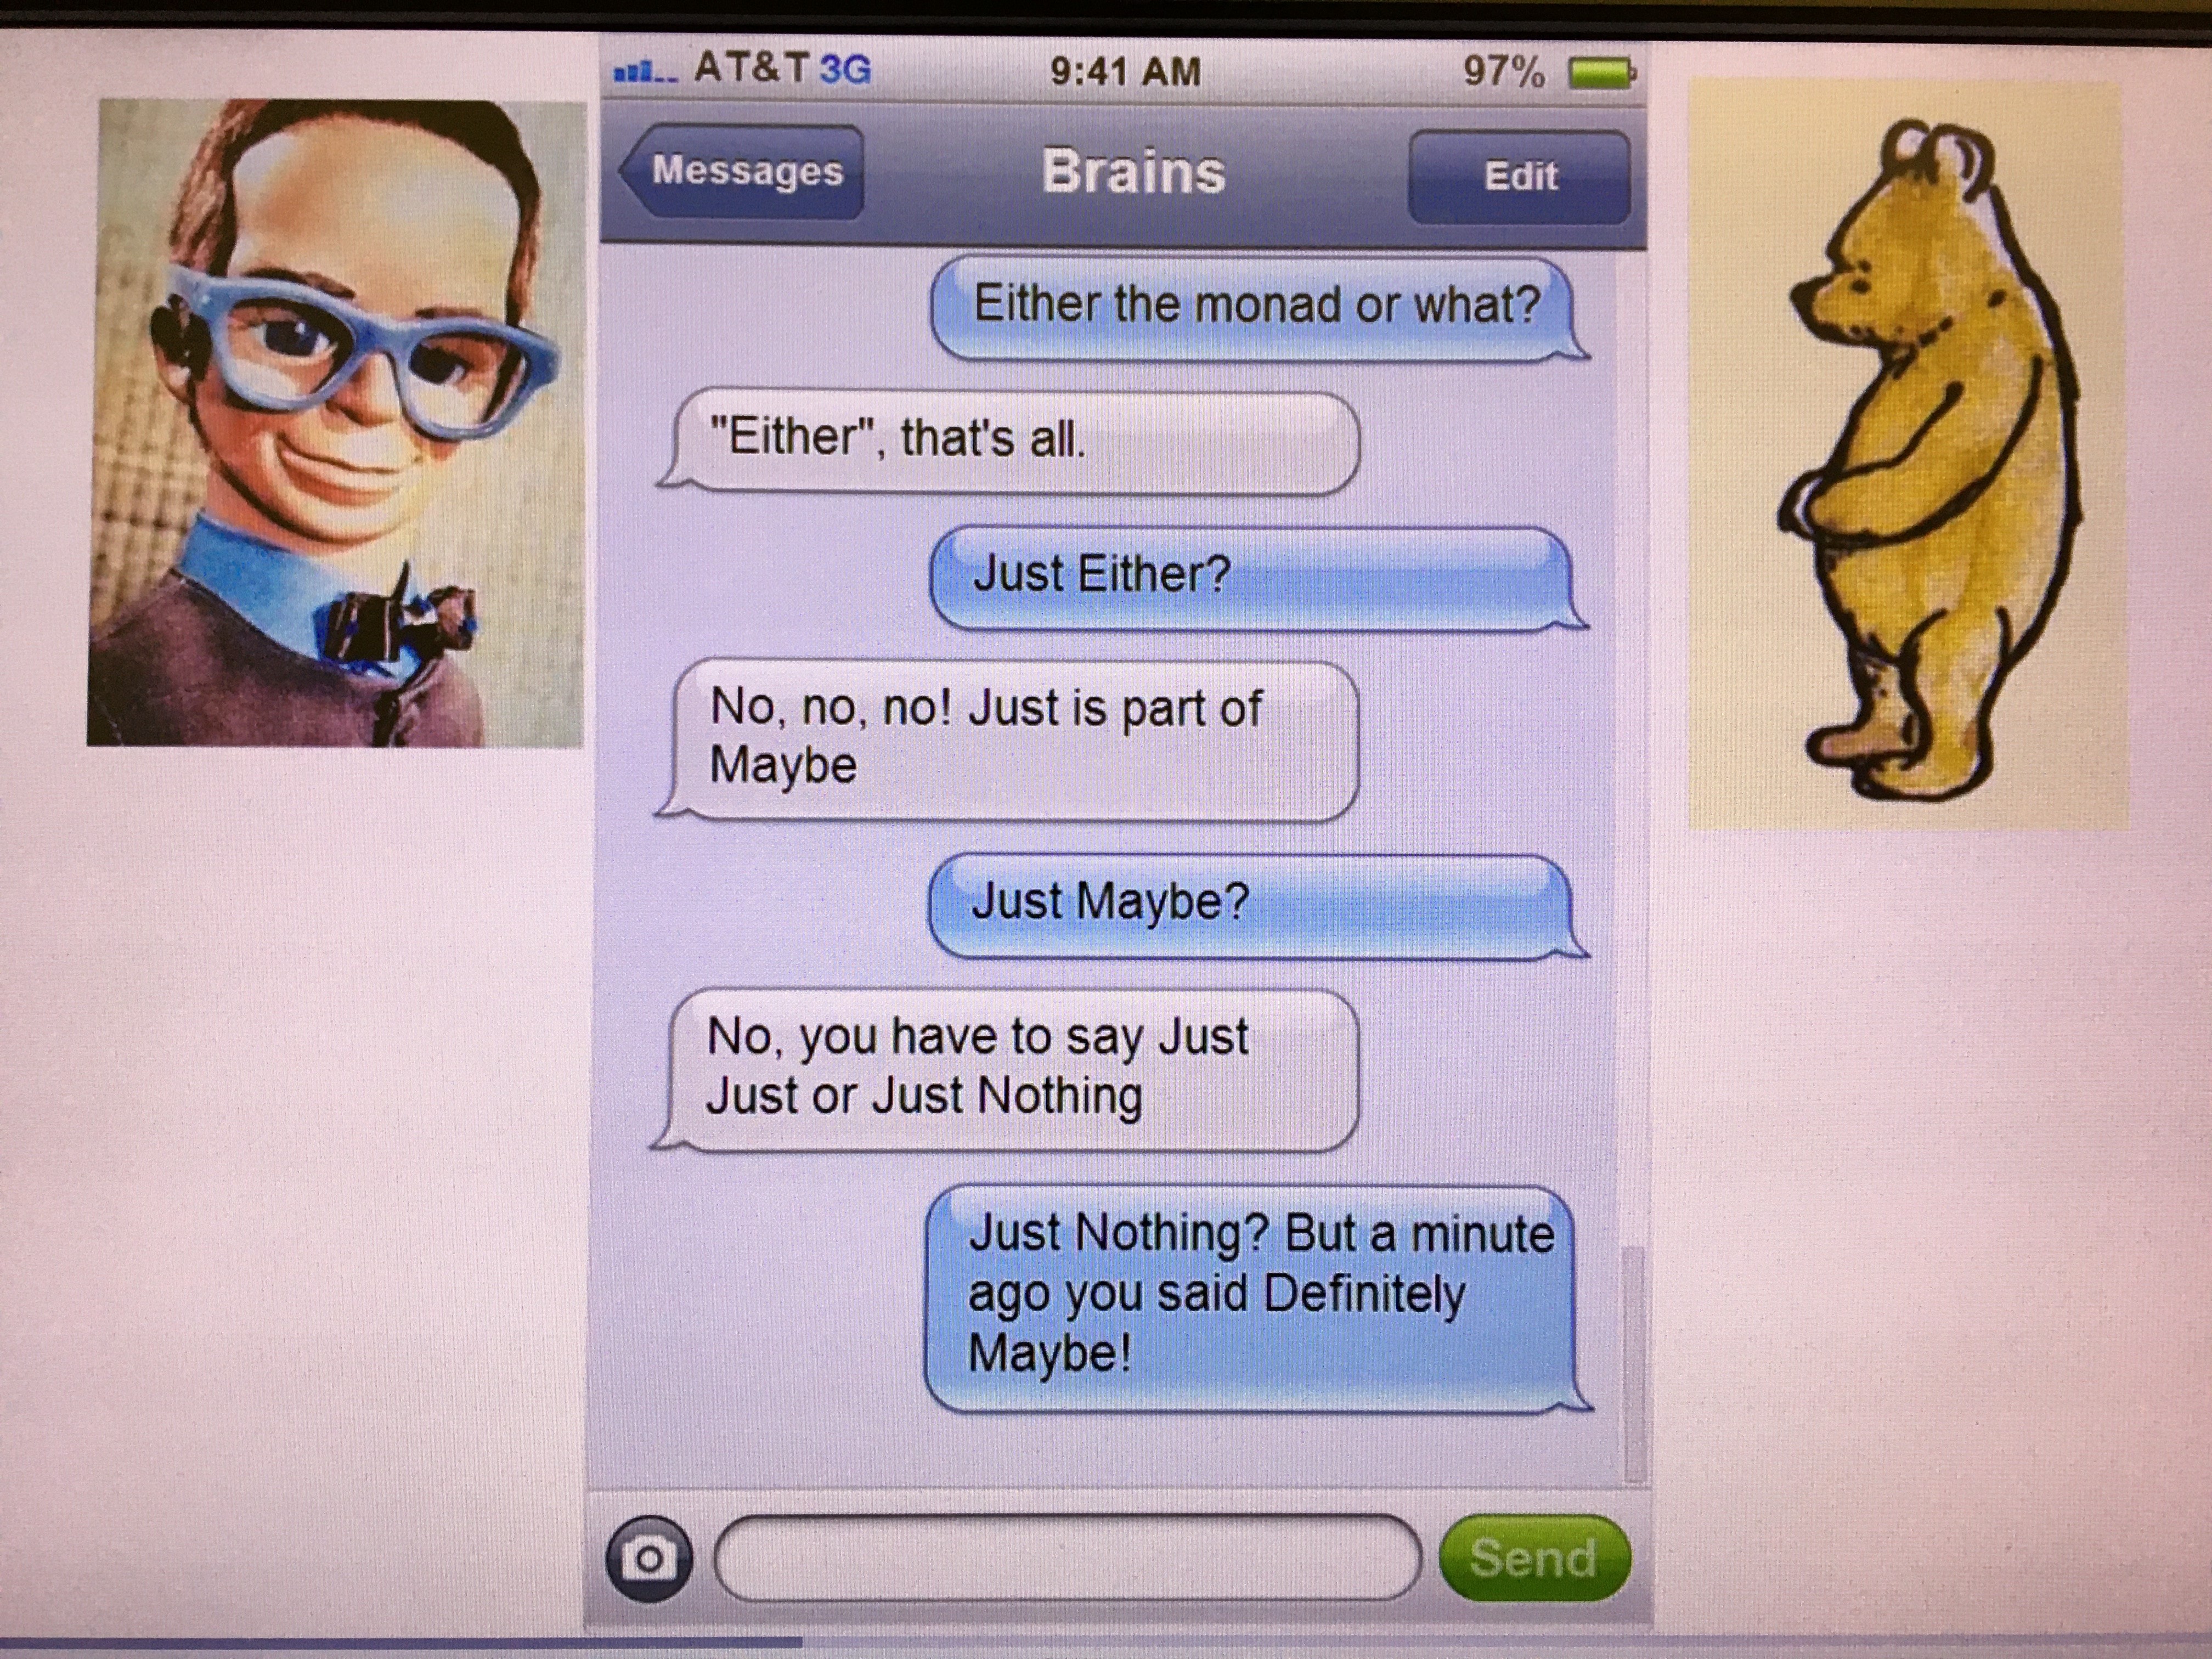 AT&T 3G 9:41 AM 97%
Messages Brains Edit
Either the monad or what?
"Either", that's all.
Just Either?
No, no, no! Just is part of
Maybe
Just Maybe?
No, you have to say Just
Just or Just Nothing
Just Nothing? But a minute
ago you said Definitely
Maybe!
Send